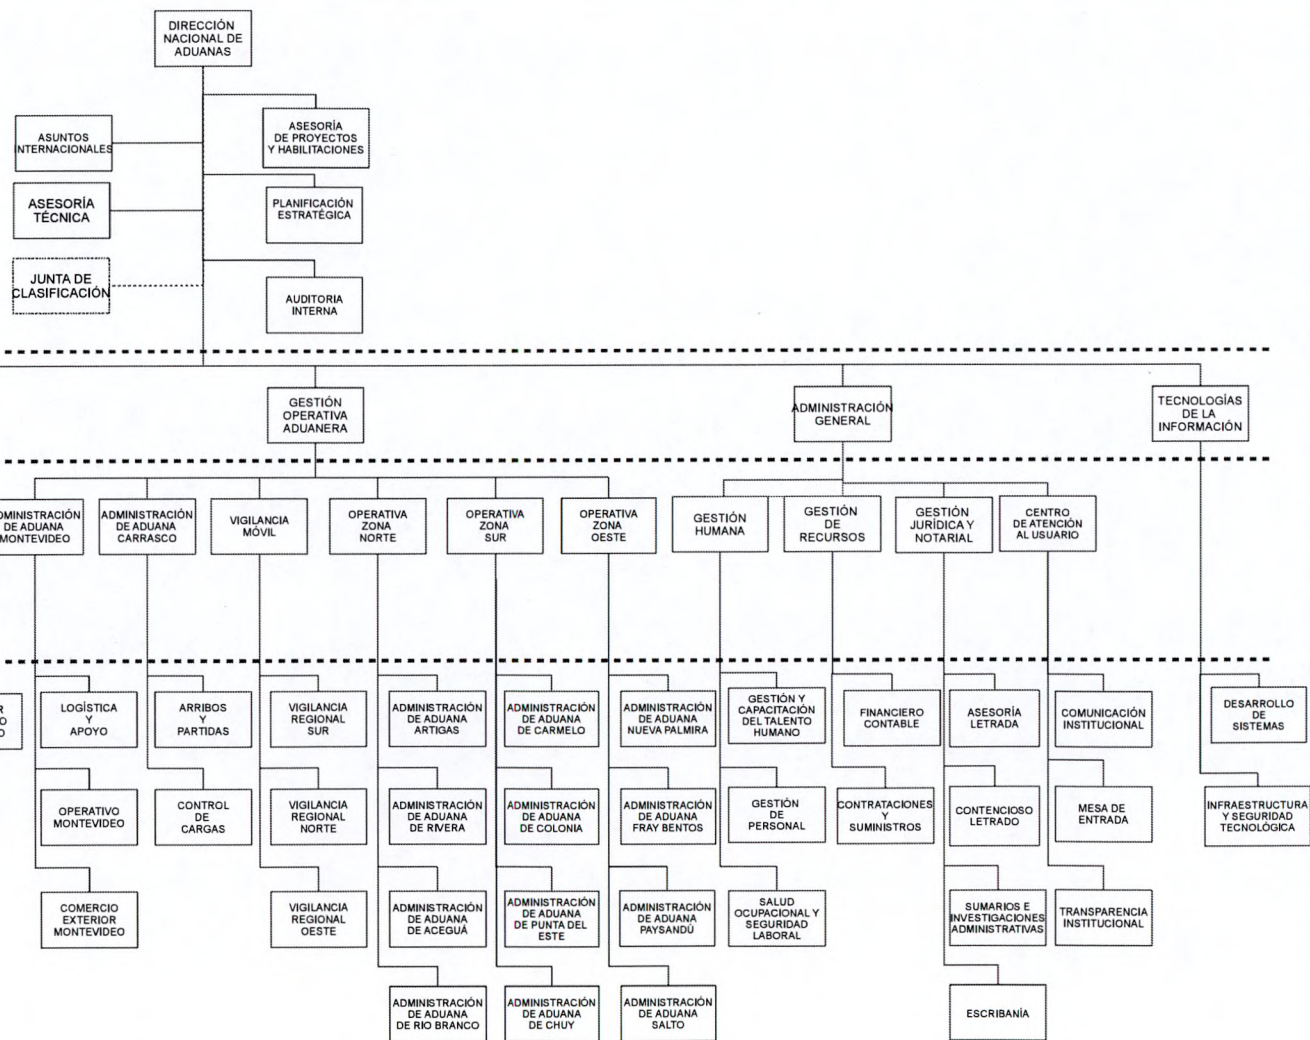 DIRECCIÓN
NACIONAL DE
ADUANAS
ASUNTOS
INTERNACIONALES
ASESORÍA
DE PROYECTOS
Y HABILITACIONES
ASESORÍA
TÉCNICA
PLANIFICACIÓN
ESTRATÉGICA
JUNTA DE
CLASIFICACIÓN
AUDITORIA
INTERNA
GESTIÓN
OPERATIVA
ADUANERA
ADMINISTRACIÓN
GENERAL
TECNOLOGÍAS
DE LA
INFORMACIÓN
DMINISTRACIÓN
DE ADUANA
MONTEVIDEO
ADMINISTRACIÓN
DE ADUANA
CARRASCO
VIGILANCIA
MÓVIL
OPERATIVA
ZONA
NORTE
OPERATIVA
ZONA
SUR
OPERATIVA
ZONA
OESTE
GESTIÓN
HUMANA
GESTIÓN
DE
RECURSOS
GESTIÓN
JURÍDICA Y
NOTARIAL
CENTRO
DE ATENCIÓN
AL USUARIO
R
O
O
LOGÍSTICA
Y
APOYO
ARRIBOS
Y
PARTIDAS
VIGILANCIA
REGIONAL
SUR
ADMINISTRACIÓN
DE ADUANA
ARTIGAS
ADMINISTRACIÓN
DE ADUANA
DE CARMELO
ADMINISTRACIÓN
DE ADUANA
NUEVA PALMIRA
GESTIÓN Y
CAPACITACIÓN
DEL TALENTO
HUMANO
FINANCIERO
CONTABLE
ASESORÍA
LETRADA
COMUNICACIÓN
INSTITUCIONAL
DESARROLLO
DE
SISTEMAS
OPERATIVO
MONTEVIDEO
CONTROL
DE
CARGAS
VIGILANCIA
REGIONAL
NORTE
ADMINISTRACIÓN
DE ADUANA
DE RIVERA
ADMINISTRACIÓN
DE ADUANA
DE COLONIA
ADMINISTRACIÓN
DE ADUANA
FRAY BENTOS
GESTIÓN
DE
PERSONAL
CONTRATACIONES
Y
SUMINISTROS
CONTENCIOSO
LETRADO
MESA DE
ENTRADA
INFRAESTRUCTURA
Y SEGURIDAD
TECNOLÓGICA
COMERCIO
EXTERIOR
MONTEVIDEO
VIGILANCIA
REGIONAL
OESTE
ADMINISTRACIÓN
DE ADUANA
DE ACEGUÁ
ADMINISTRACIÓN
DE ADUANA
DE PUNTA DEL
ESTE
ADMINISTRACIÓN
DE ADUANA
PAYSANDÚ
SALUD
OCUPACIONAL Y
SEGURIDAD
LABORAL
SUMARIOS E
INVESTIGACIONES
ADMINISTRATIVAS
TRANSPARENCIA
INSTITUCIONAL
ADMINISTRACIÓN
DE ADUANA
DE RIO BRANCO
ADMINISTRACIÓN
DE ADUANA
DE CHUY
ADMINISTRACIÓN
DE ADUANA
SALTO
ESCRIBANÍA